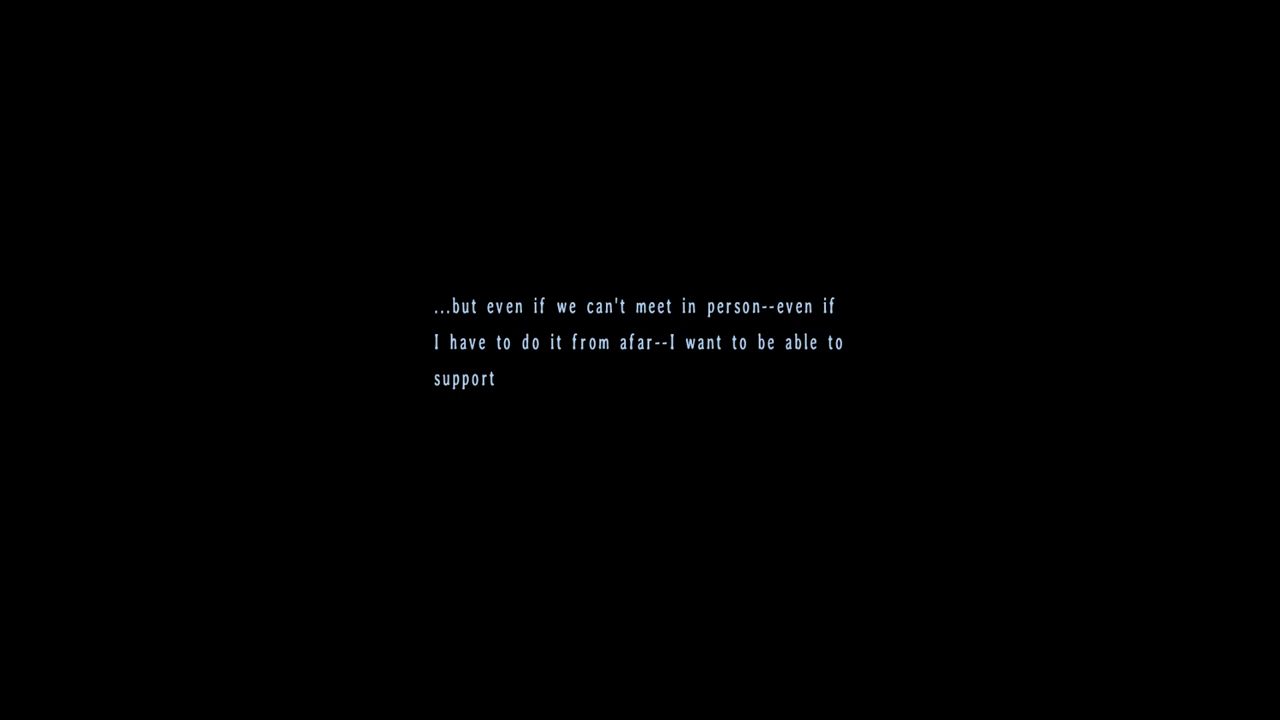 ...but even if we can't meet in person--even if
I have to do it from afar--I want to be able to
support